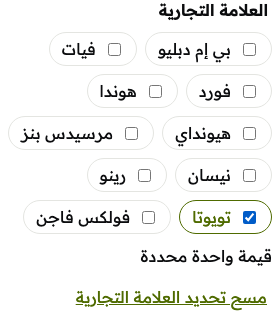 العلامة التجارية
بي إم دبليو فيات
فورد هوندا
هيونداي مرسيدس بنز
نيسان رينو
تويوتا فولكس فاجن
قيمة واحدة محددة
مسح تحديد العلامة التجارية